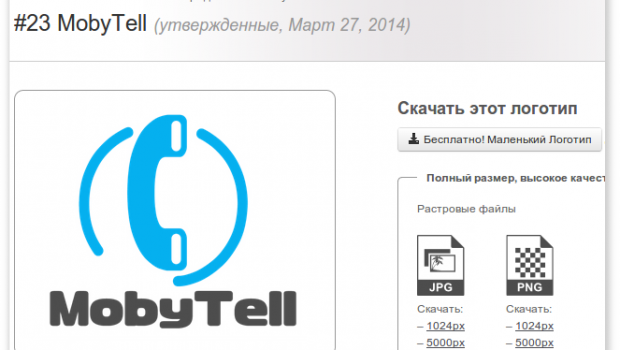 #23 MobyTell (утвержденные, Март 27, 2014)
Скачать этот логотип
Бесплатно! Маленький Логотип
Полный размер, высокое качест
Растровые файлы
JPG PNG
Скачать: Скачать:
– 1024px – 1024px
– 5000px – 5000px
MobyTell